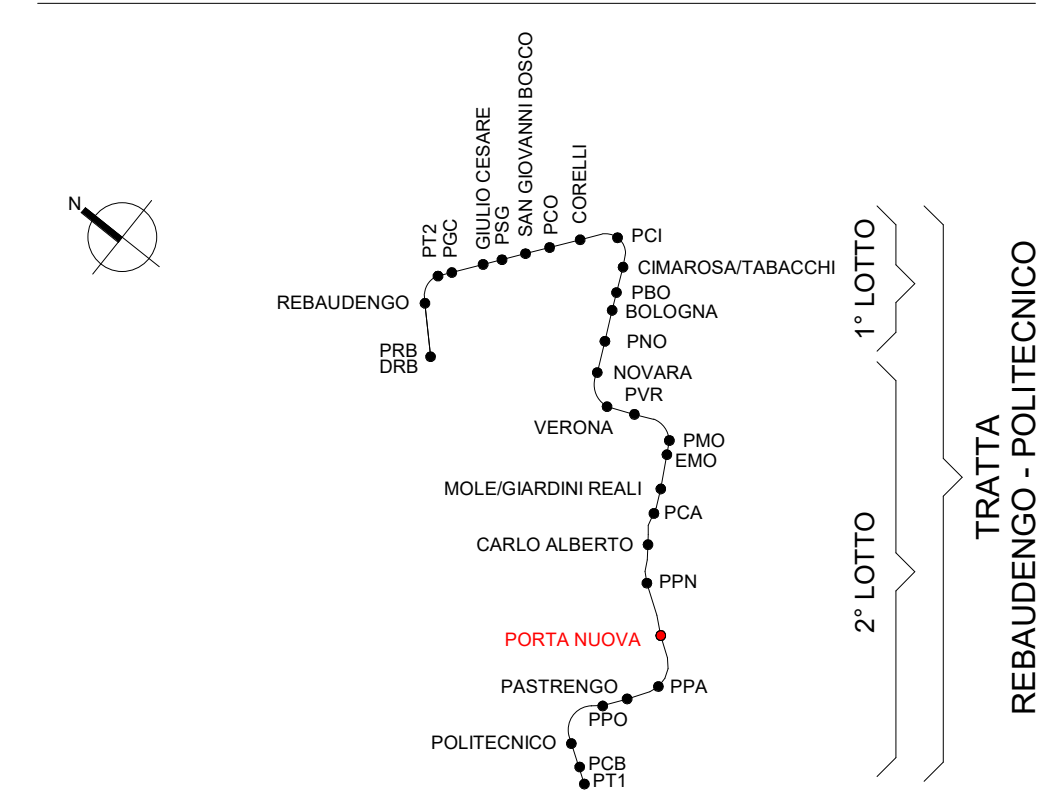 N
PT2
PGC
GIULIO CESARE
PSG
SAN GIOVANNI BOSCO
PCO
CORELLI
PCI
CIMAROSA/TABACCHI
REBAUDENGO
PBO
BOLOGNA
PRB
DRB
PNO
NOVARA
PVR
VERONA
PMO
EMO
MOLE/GIARDINI REALI
PCA
CARLO ALBERTO
PPN
PORTA NUOVA
PASTRENGO
PPA
PPO
POLITECNICO
PCB
PT1
1° LOTTO
2° LOTTO
TRATTA
REBAUDENGO - POLITECNICO